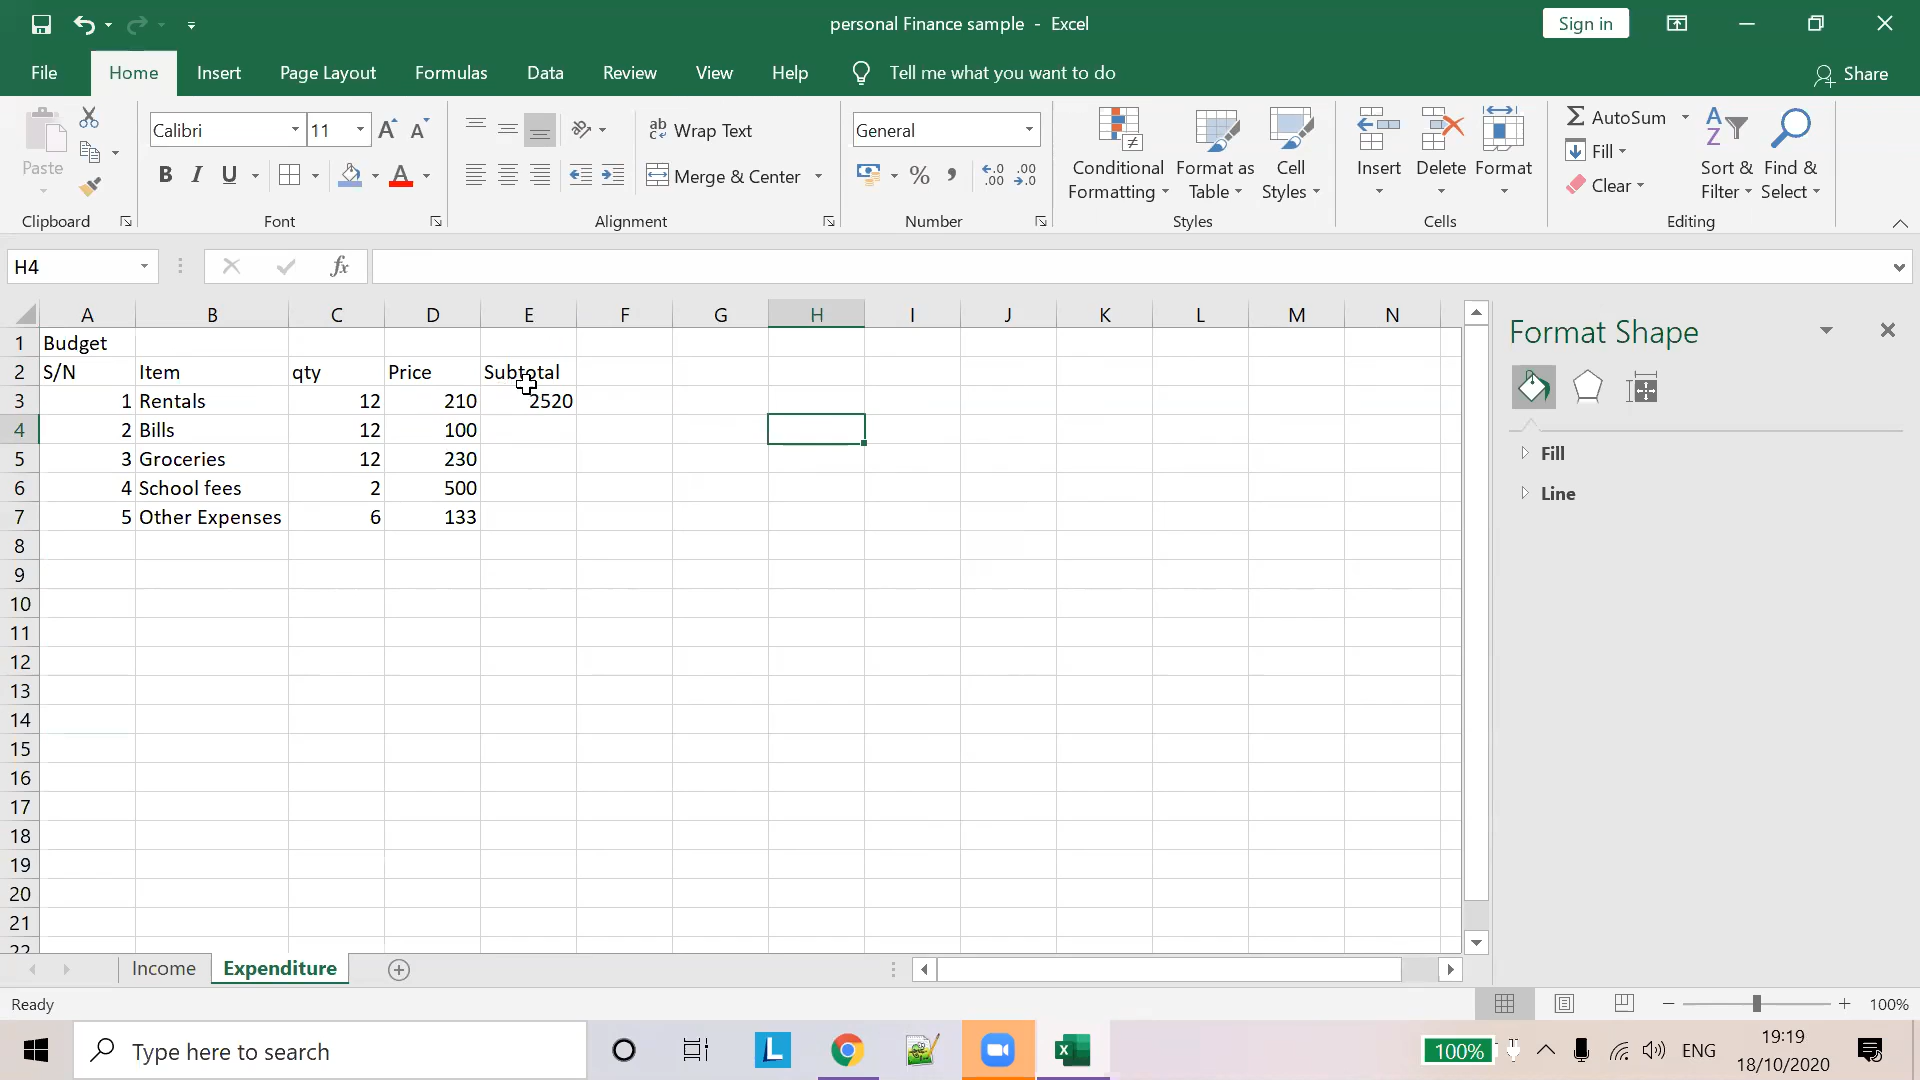 personal Finance sample - Excel
Sign in
File Home Insert Page Layout Formulas Data Review View Help Tell me what you want to do Share
Paste
Clipboard
Calibri 11
B I U A
Font
ab Wrap Text
Merge & Center
Alignment
General
% , .00 .00
Number
Conditional Formatting
Format as Table
Cell Styles
Styles
Insert Delete Format
Cells
AutoSum
Fill
Clear
Sort & Filter
Find & Select
Editing
H4 fx
A B C D E F G H I J K L M N
1 Budget
2 S/N Item qty Price Subtotal
3 1 Rentals 12 210 2520
4 2 Bills 12 100
5 3 Groceries 12 230
6 4 School fees 2 500
7 5 Other Expenses 6 133
8
9
10
11
12
13
14
15
16
17
18
19
20
21
22
Format Shape
Fill
Line
Income Expenditure
Ready 100%
Type here to search
L
100% ENG
19:19
18/10/2020